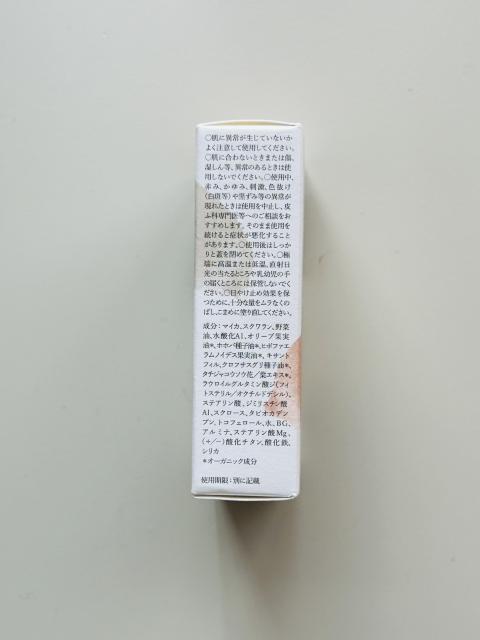 ○肌に異常が生じていないか
よく注意して使用してください。
○肌に合わないときまたは傷、
湿しん等、異常のあるときは使
用しないでください。○使用中、
赤み、かゆみ、刺激、色抜け
(白斑等)や黒ずみ等の異常が
現れたときは使用を中止し、皮
ふ科専門医等へのご相談をお
すすめします。そのまま使用を
続けると症状が悪化すること
があります。○使用後はしっか
りと蓋を閉めてください。○極
端に高温または低温、直射日
光の当たるところや乳幼児の手
の届くところには保管しないでく
ださい。○日やけ止め効果を保
つために、十分な量をムラなくの
ばし、こまめに塗り直してください。
成分:マイカ、スクワラン、野菜
油、水酸化Al、オリーブ果実
油*、ホホバ種子油*、ヒポファエ
ラムノイデス果実油*、キサント
フィル、クロフサスグリ種子油*、
タチジャコウソウ花/葉エキス*、
ラウロイルグルタミン酸ジ(フィ
トステリル/オクチルドデシル)、
ステアリン酸、ジミリスチン酸
Al、スクロース、タピオカデン
プン、トコフェロール、水、BG、
アルミナ、ステアリン酸Mg、
(+/-)酸化チタン、酸化鉄、
シリカ
*オーガニック成分
使用期限:別に記載